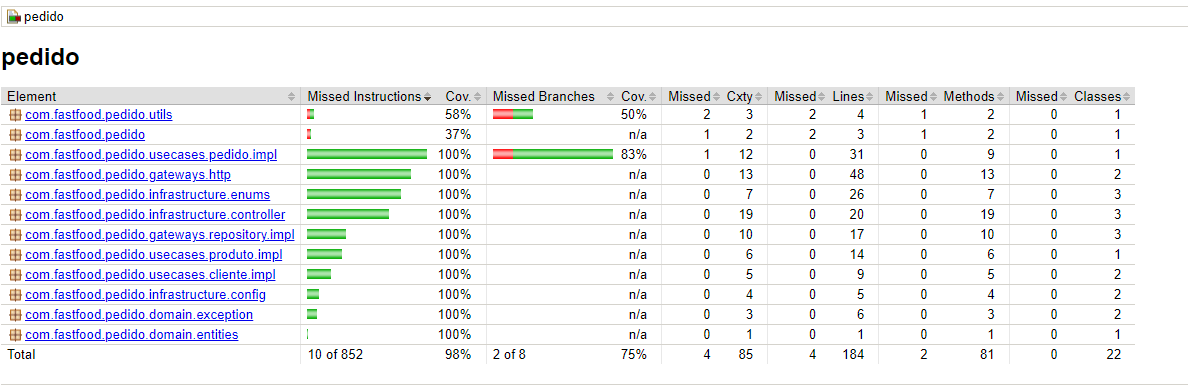 pedido
pedido
Element Missed Instructions Cov. Missed Branches Cov. Missed Cxty Missed Lines Missed Methods Missed Classes
com.fastfood.pedido.utils 58% 50% 2 3 2 4 1 2 0 1
com.fastfood.pedido 37% n/a 1 2 2 3 1 2 0 1
com.fastfood.pedido.usecases.pedido.impl 100% 83% 1 12 0 31 0 9 0 1
com.fastfood.pedido.gateways.http 100% n/a 0 13 0 48 0 13 0 2
com.fastfood.pedido.infrastructure.enums 100% n/a 0 7 0 26 0 7 0 3
com.fastfood.pedido.infrastructure.controller 100% n/a 0 19 0 20 0 19 0 3
com.fastfood.pedido.gateways.repository.impl 100% n/a 0 10 0 17 0 10 0 3
com.fastfood.pedido.usecases.produto.impl 100% n/a 0 6 0 14 0 6 0 1
com.fastfood.pedido.usecases.cliente.impl 100% n/a 0 5 0 9 0 5 0 2
com.fastfood.pedido.infrastructure.config 100% n/a 0 4 0 5 0 4 0 2
com.fastfood.pedido.domain.exception 100% n/a 0 3 0 6 0 3 0 2
com.fastfood.pedido.domain.entities 100% n/a 0 1 0 1 0 1 0 1
Total 10 of 852 98% 2 of 8 75% 4 85 4 184 2 81 0 22